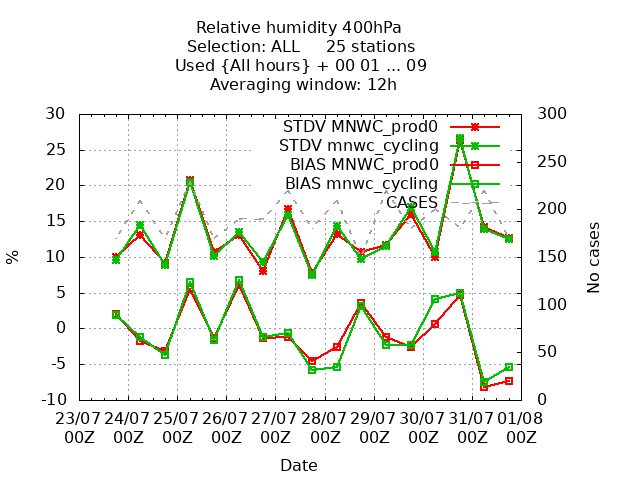 Relative humidity 400hPa
Selection: ALL 25 stations
Used {All hours} + 00 01 ... 09
Averaging window: 12h
STDV MNWC_prod0
STDV mnwc_cycling
BIAS MNWC_prod0
BIAS mnwc_cycling
CASES
30
25
20
15
10
5
0
-5
-10
%
300
250
200
150
100
50
0
No cases
23/07 24/07 25/07 26/07 27/07 28/07 29/07 30/07 31/07 01/08
00Z 00Z 00Z 00Z 00Z 00Z 00Z 00Z 00Z 00Z
Date